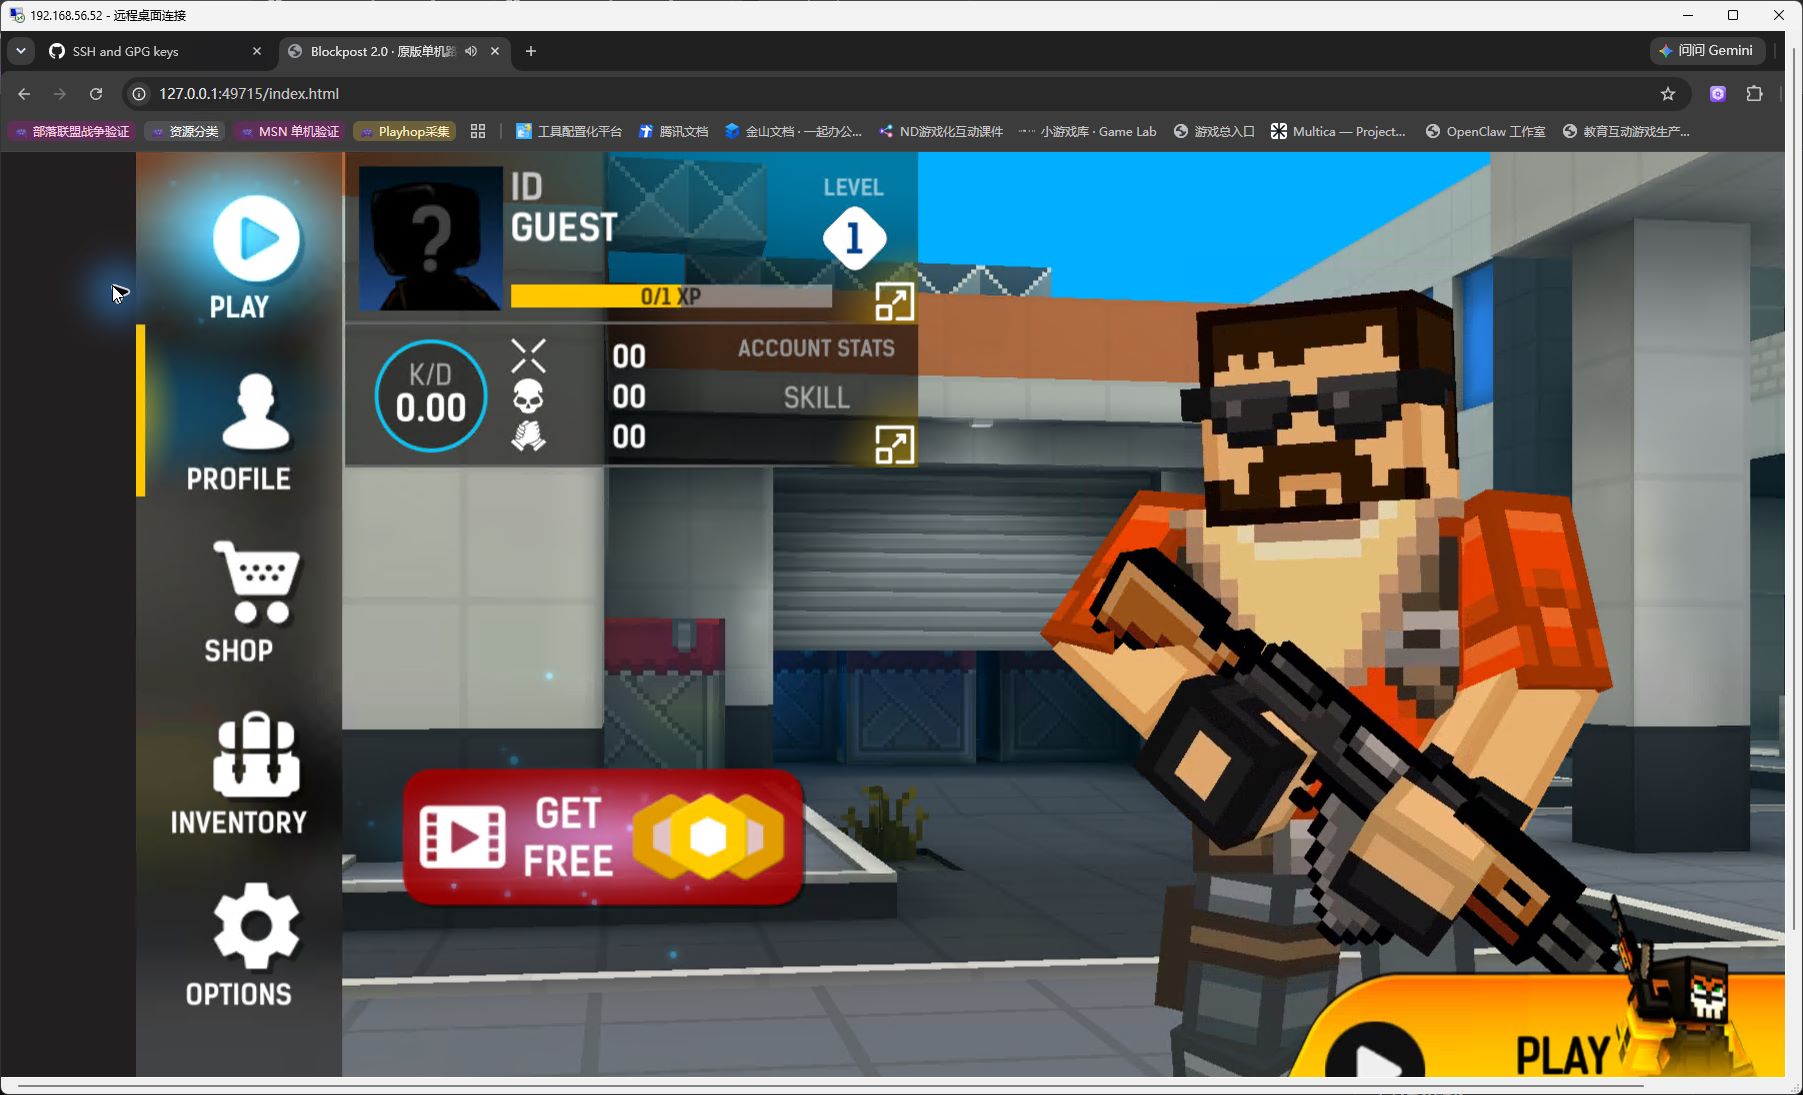 192.168.56.52 - 远程桌面连接
SSH and GPG keys
Blockpost 2.0 · 原版单机
问问 Gemini
127.0.0.1:49715/index.html
部落联盟战争验证
资源分类
MSN 单机验证
Playhop采集
工具配置化平台
腾讯文档
金山文档 · 一起办公...
ND游戏化互动课件
小游戏库 · Game Lab
游戏总入口
Multica — Project...
OpenClaw 工作室
教育互动游戏生产...
PLAY
PROFILE
SHOP
INVENTORY
OPTIONS
?
ID
GUEST
LEVEL
1
0/1 XP
K/D
0.00
00
00
00
ACCOUNT STATS
SKILL
GET
FREE
PLAY